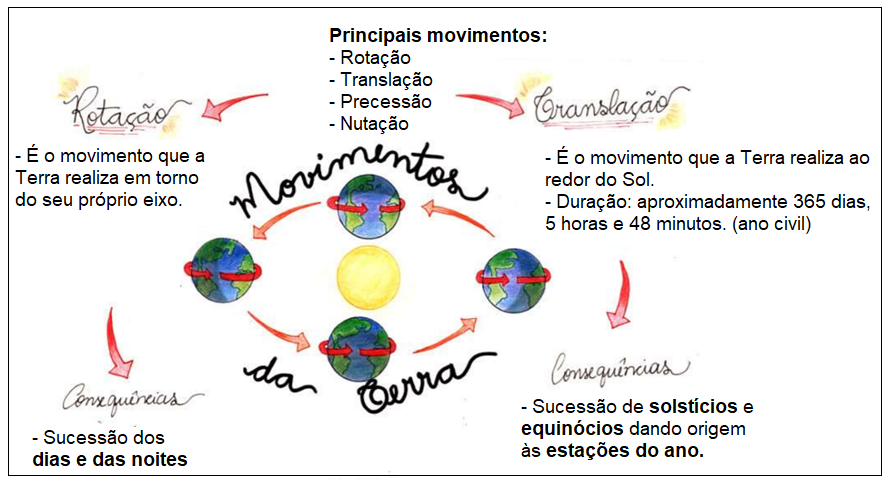 Principais movimentos:
- Rotação
- Translação
- Precessão
- Nutação
Rotação
- É o movimento que a
Terra realiza em torno
do seu próprio eixo.
Translação
- É o movimento que a Terra realiza ao
redor do Sol.
- Duração: aproximadamente 365 dias,
5 horas e 48 minutos. (ano civil)
Movimentos
da Terra
Consequências
- Sucessão dos
dias e das noites
Consequências
- Sucessão de solstícios e
equinócios dando origem
às estações do ano.